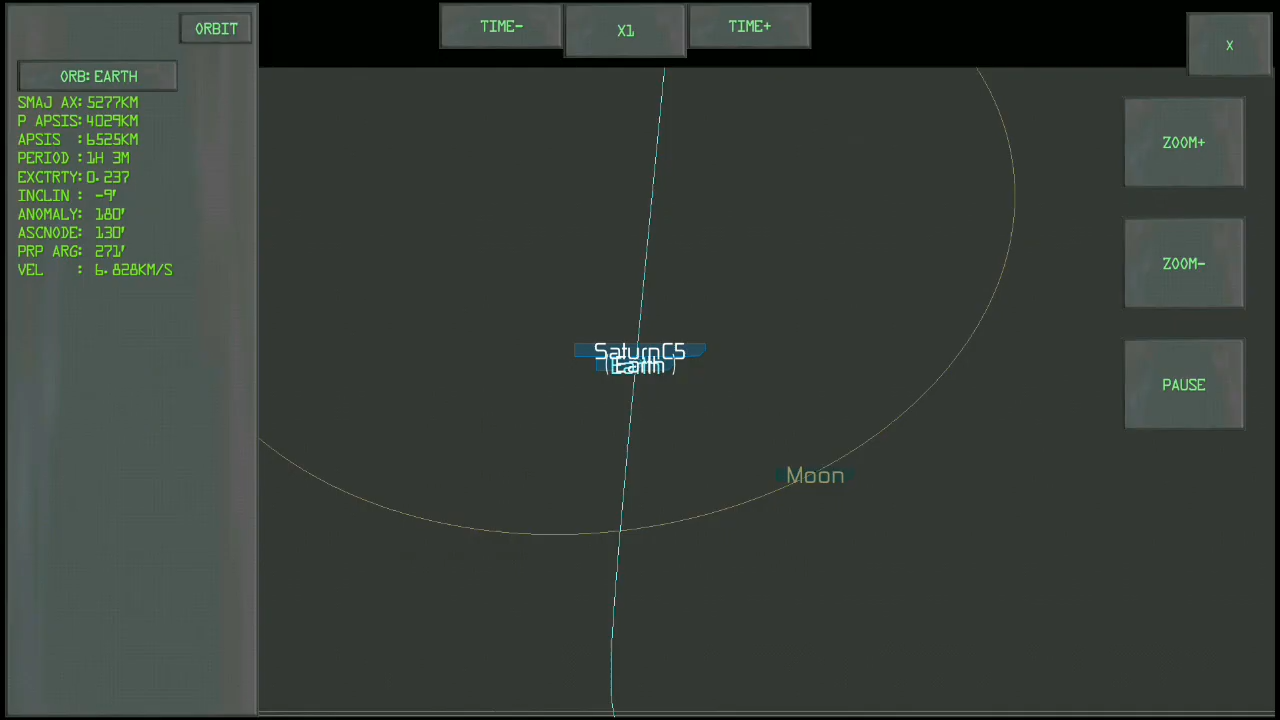 TIME-
X1
TIME+
X
ORBIT
ORB: EARTH
SMAJ AX: 5277KM
P APSIS: 4029KM
APSIS : 6525KM
PERIOD : 1H 3M
EXCTRTY: 0.237
INCLIN : -9'
ANOMALY: 180'
ASCNODE: 130'
PRP ARG: 271'
VEL : 6.828KM/S
ZOOM+
ZOOM-
PAUSE
SaturnC5
(Earth)
Moon